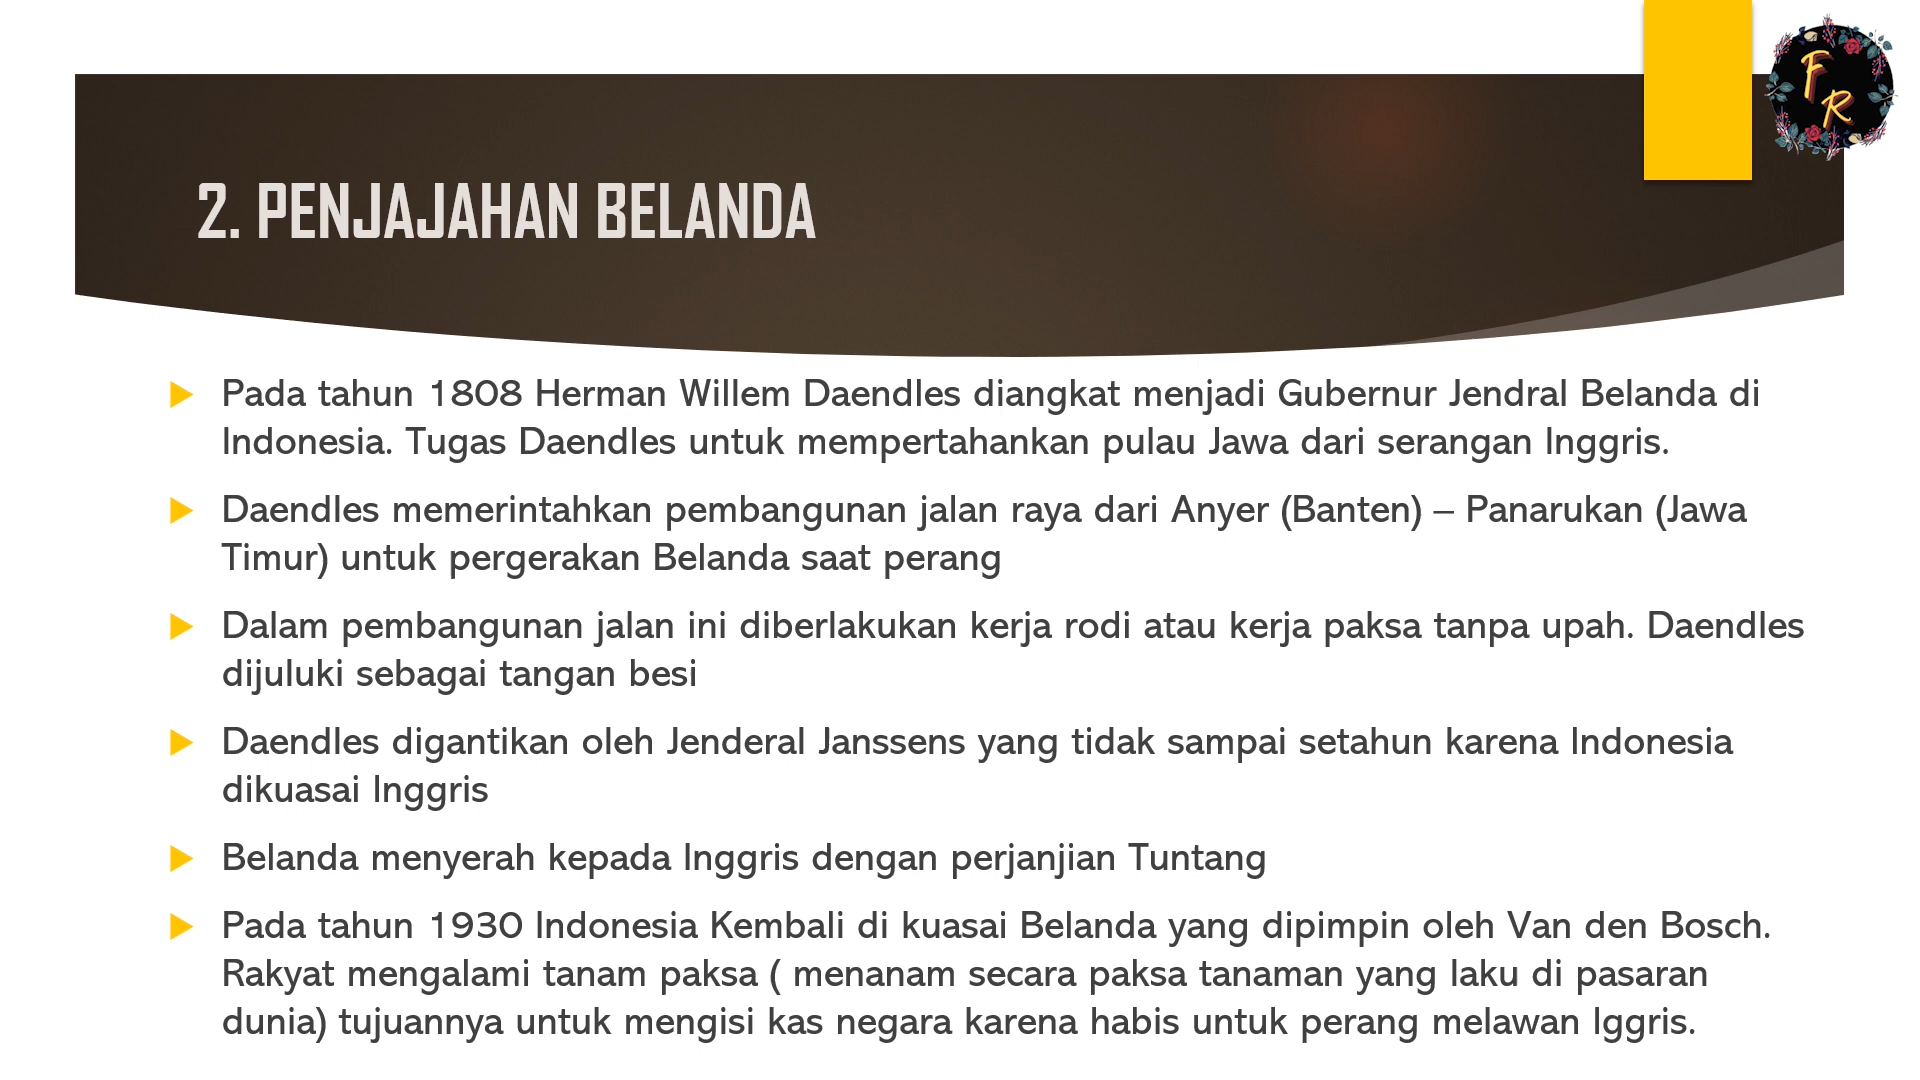 F
R
2. PENJAJAHAN BELANDA
Pada tahun 1808 Herman Willem Daendles diangkat menjadi Gubernur Jendral Belanda di
Indonesia. Tugas Daendles untuk mempertahankan pulau Jawa dari serangan Inggris.
Daendles memerintahkan pembangunan jalan raya dari Anyer (Banten) – Panarukan (Jawa
Timur) untuk pergerakan Belanda saat perang
Dalam pembangunan jalan ini diberlakukan kerja rodi atau kerja paksa tanpa upah. Daendles
dijuluki sebagai tangan besi
Daendles digantikan oleh Jenderal Janssens yang tidak sampai setahun karena Indonesia
dikuasai Inggris
Belanda menyerah kepada Inggris dengan perjanjian Tuntang
Pada tahun 1930 Indonesia Kembali di kuasai Belanda yang dipimpin oleh Van den Bosch.
Rakyat mengalami tanam paksa ( menanam secara paksa tanaman yang laku di pasaran
dunia) tujuannya untuk mengisi kas negara karena habis untuk perang melawan Iggris.